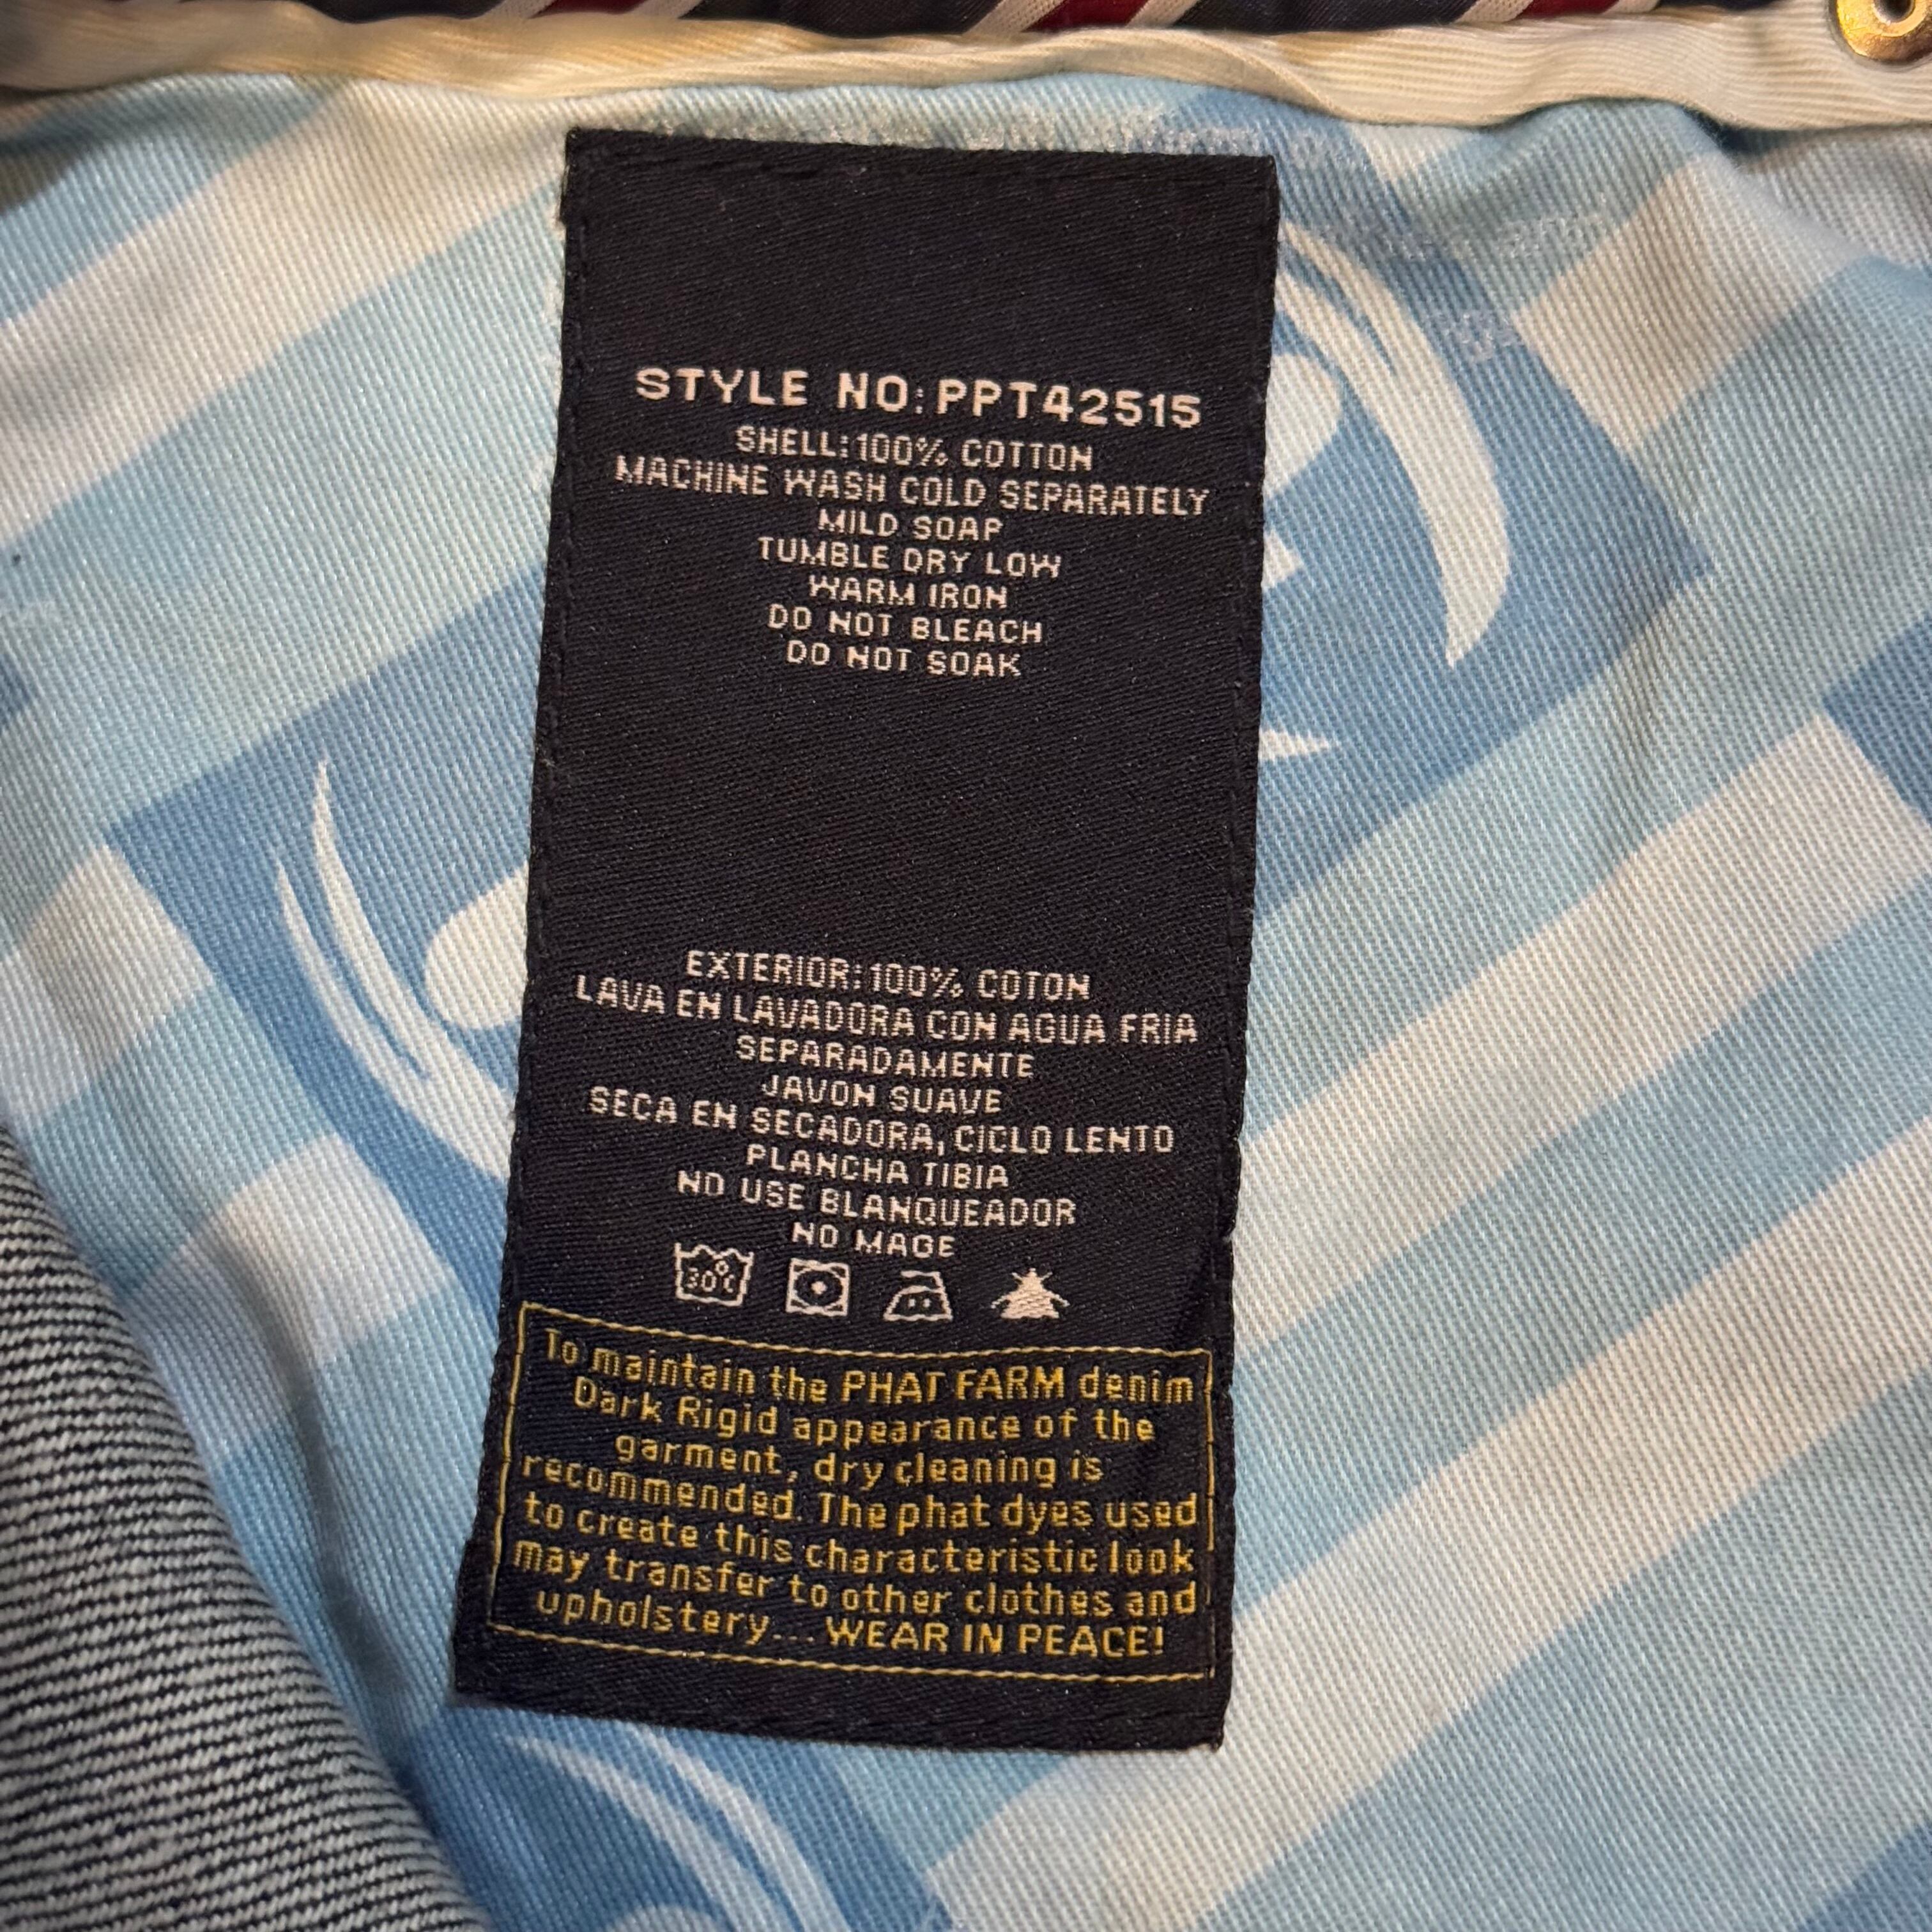 STYLE NO:PPT42515
SHELL:100% COTTON
MACHINE WASH COLD SEPARATELY
MILD SOAP
TUMBLE DRY LOW
WARM IRON
DO NOT BLEACH
DO NOT SOAK
EXTERIOR:100% COTON
LAVA EN LAVADORA CON AGUA FRIA
SEPARADAMENTE
JAVON SUAVE
SECA EN SECADORA, CICLO LENTO
PLANCHA TIBIA
NO USE BLANQUEADOR
NO MAGE
30°C
To maintain the PHAT FARM denim
Dark Rigid appearance of the
garment, dry cleaning is
recommended. The phat dyes used
to create this characteristic look
may transfer to other clothes and
upholstery... WEAR IN PEACE!